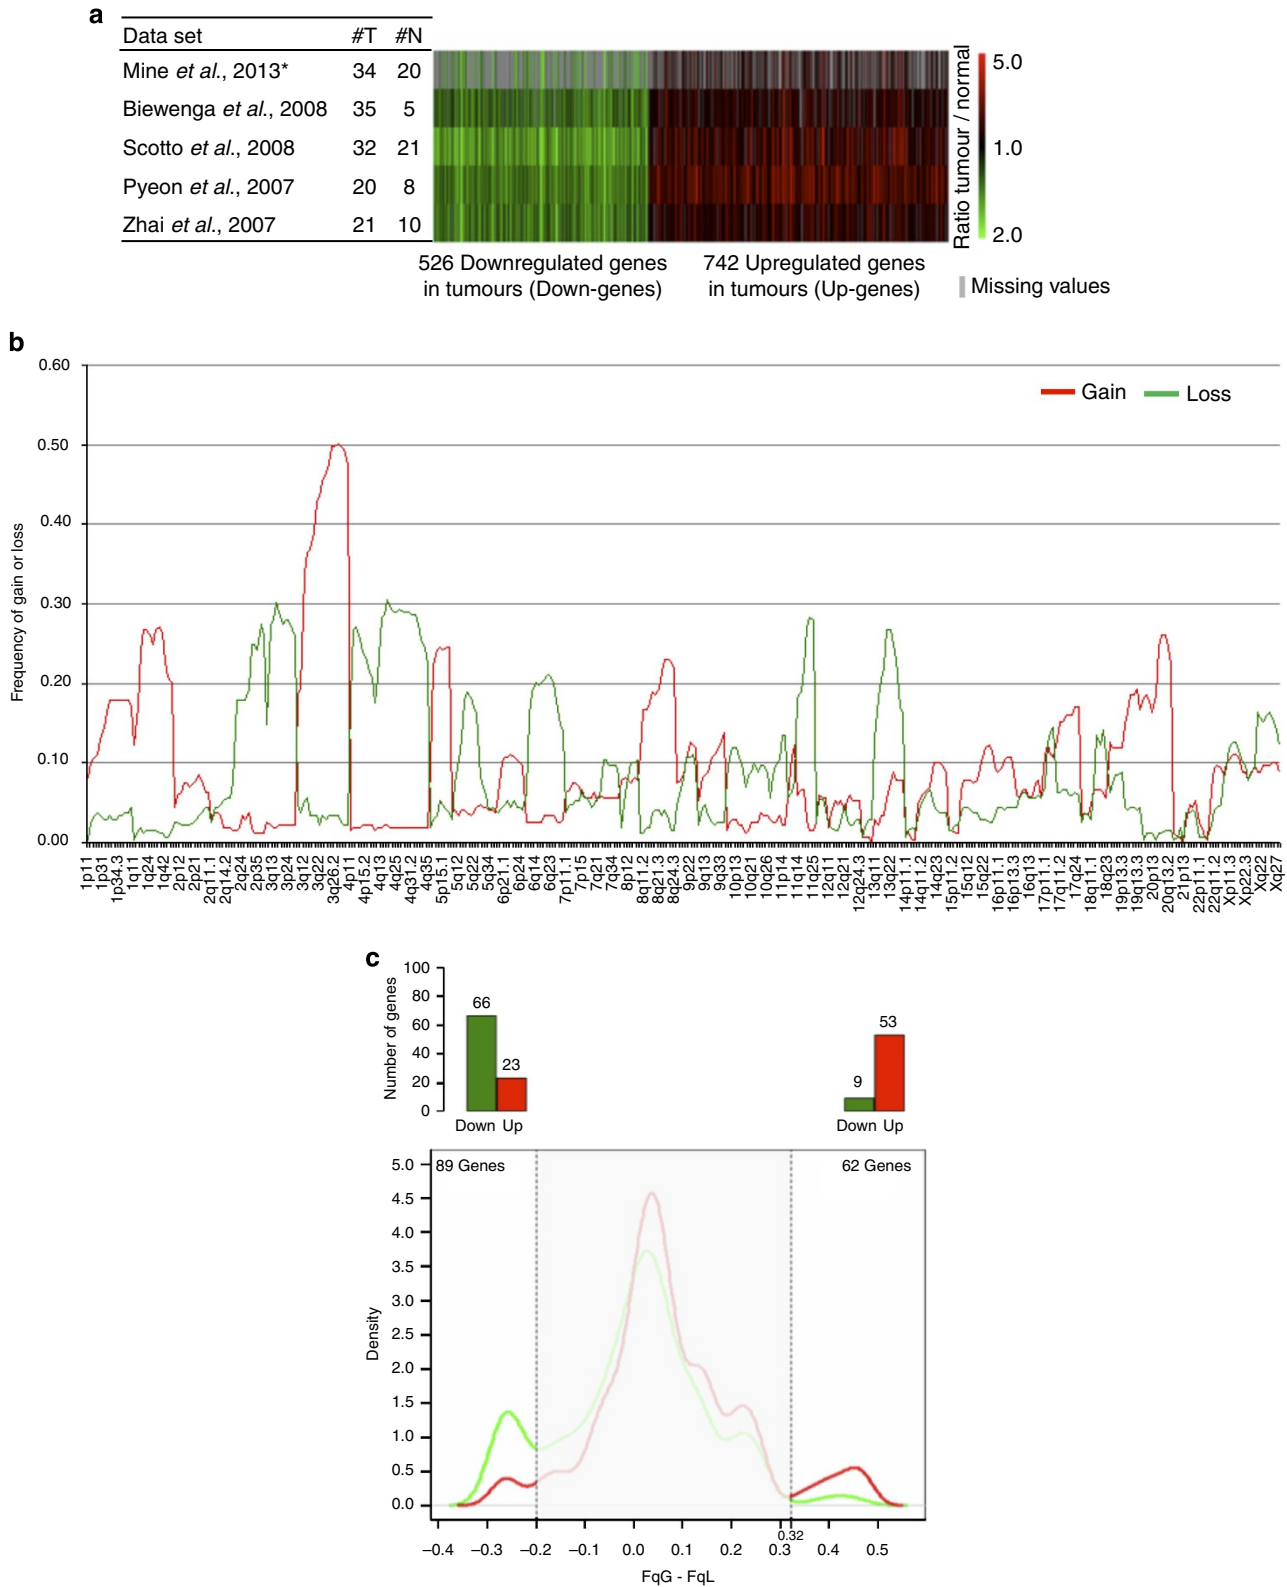 a
Data set #T #N
Mine et al., 2013* 34 20
Biewenga et al., 2008 35 5
Scotto et al., 2008 32 21
Pyeon et al., 2007 20 8
Zhai et al., 2007 21 10
526 Downregulated genes
in tumours (Down-genes)
742 Upregulated genes
in tumours (Up-genes)
Ratio tumour / normal
5.0
1.0
2.0
Missing values
b
Frequency of gain or loss
0.60
0.50
0.40
0.30
0.20
0.10
0.00
Gain Loss
1p11 1p31 1p34.3 1q11 1q24 1q42 2p12 2p21 2q11.1 2q14.2 2q24 2p35 3q13 3p24 3q12 3q22 3q26.2 4p11 4p15.2 4q13 4q25 4q31.2 4q35 5p15.1 5q12 5q22 5q34 6p21.1 6p24 6q14 6q23 7p11.1 7p15 7q21 7q34 8p12 8q11.2 8q21.3 8q24.3 9p22 9q13 9q33 10p13 10q21 10q26 11p14 11q14 11q25 12q11 12q21 12q24.3 13q11 13q22 14p11.1 14q11.2 14q23 15p11.2 15q12 15q22 16p11.1 16p13.3 16q13 17p11.1 17q11.2 17q24 18q11.1 18q23 19p13.3 19q13.3 20p13 20q13.2 21p13 22p11.1 22q11.2 Xp11.3 Xp22.3 Xq22 Xq27
c
Number of genes
100
80
60
40
20
0
66
23
Down Up
9
53
Down Up
89 Genes
62 Genes
Density
5.0
4.5
4.0
3.5
3.0
2.5
2.0
1.5
1.0
0.5
0.0
–0.4 –0.3 –0.2 –0.1 0.0 0.1 0.2 0.3 0.32 0.4 0.5
FqG - FqL